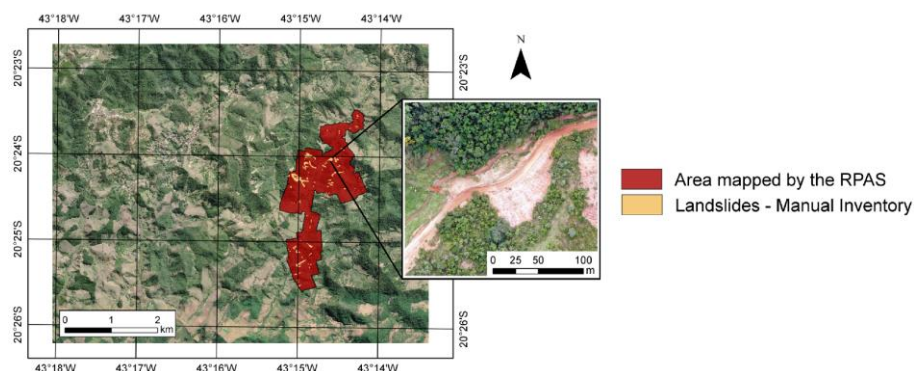 43°18'W 43°17'W 43°16'W 43°15'W 43°14'W
N
20°23'S 20°23'S
20°24'S 20°24'S
20°25'S 20°25'S
20°26'S 20°26'S
Area mapped by the RPAS
Landslides - Manual Inventory
0 25 50 100
m
0 1 2
km
43°18'W 43°17'W 43°16'W 43°15'W 43°14'W